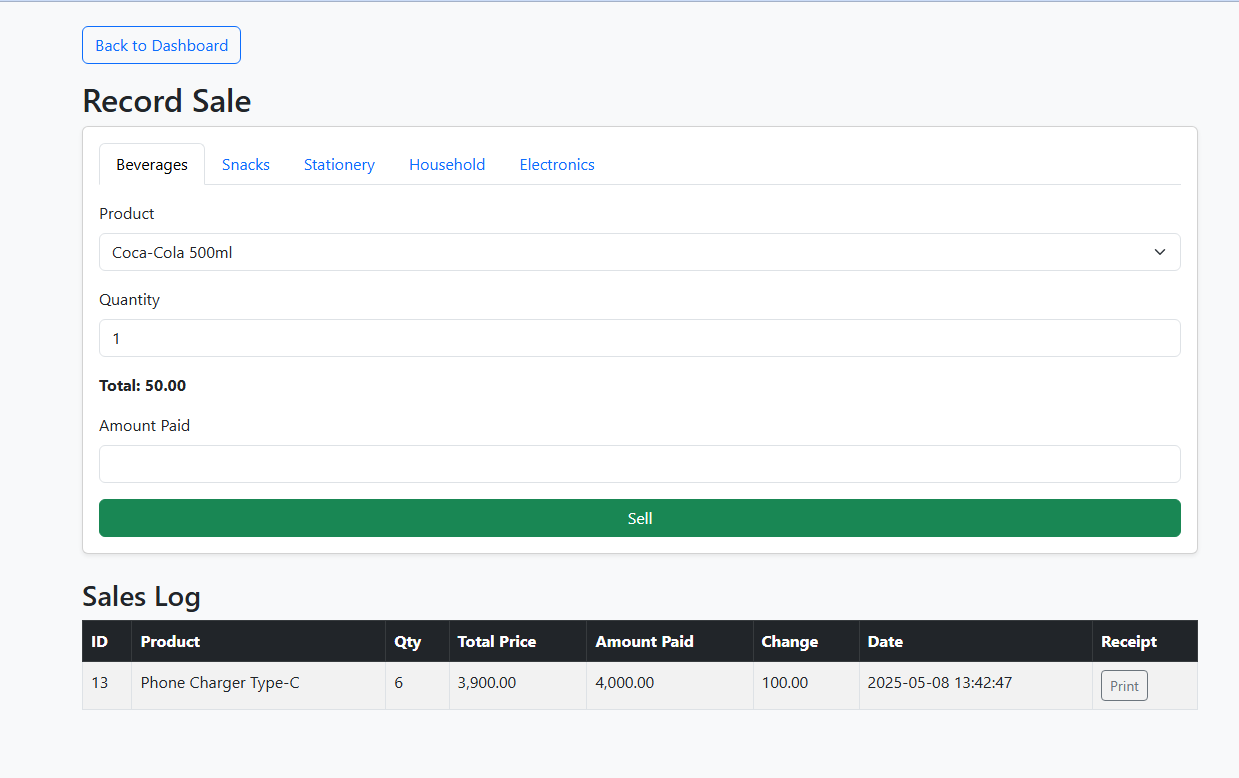 Back to Dashboard
Record Sale
Beverages Snacks Stationery Household Electronics
Product
Coca-Cola 500ml
Quantity
1
Total: 50.00
Amount Paid
Sell
Sales Log
ID Product Qty Total Price Amount Paid Change Date Receipt
13 Phone Charger Type-C 6 3,900.00 4,000.00 100.00 2025-05-08 13:42:47 Print